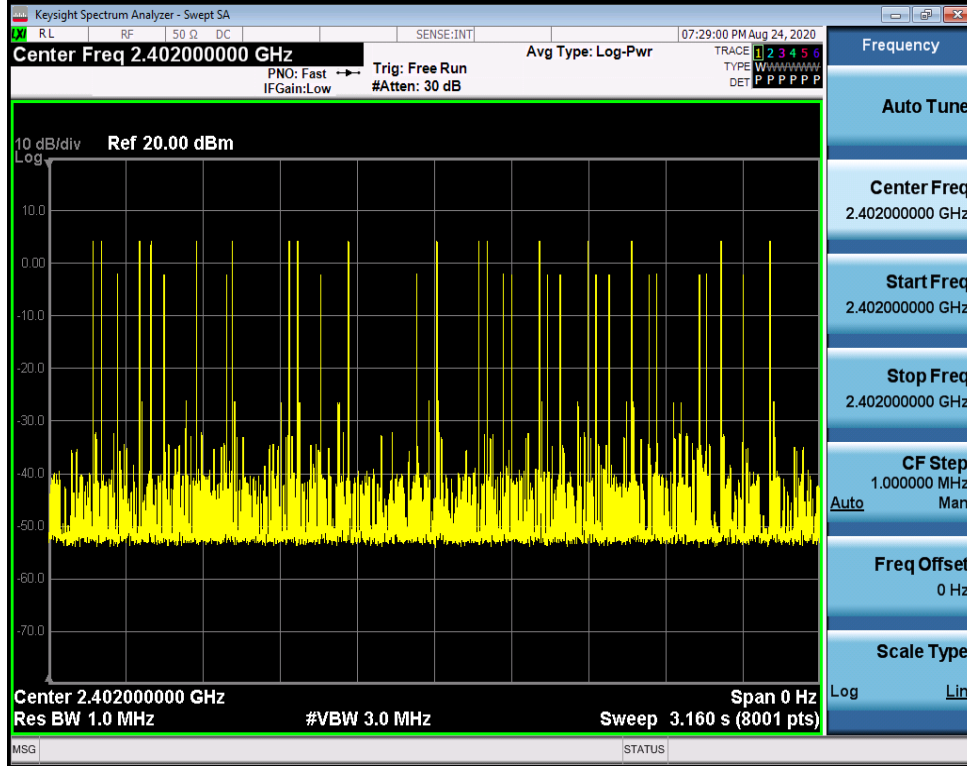 Keysight Spectrum Analyzer - Swept SA
LXI RL RF 50 Ω DC SENSE:INT 07:29:00 PM Aug 24, 2020
Center Freq 2.402000000 GHz
PNO: Fast
IFGain:Low
Trig: Free Run
#Atten: 30 dB
Avg Type: Log-Pwr
TRACE 1 2 3 4 5 6
TYPE WWWWWW
DET P P P P P P
10 dB/div Ref 20.00 dBm
Log
10.0
0.00
-10.0
-20.0
-30.0
-40.0
-50.0
-60.0
-70.0
Center 2.402000000 GHz Span 0 Hz
Res BW 1.0 MHz #VBW 3.0 MHz Sweep 3.160 s (8001 pts)
MSG STATUS
Frequency
Auto Tune
Center Freq
2.402000000 GHz
Start Freq
2.402000000 GHz
Stop Freq
2.402000000 GHz
CF Step
1.000000 MHz
Auto Man
Freq Offset
0 Hz
Scale Type
Log Lin